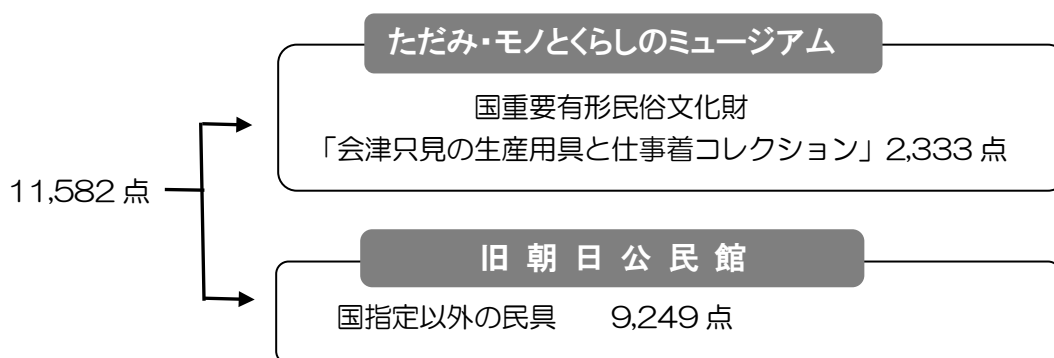 ただみ・モノとくらしのミュージアム
国重要有形民俗文化財
「会津只見の生産用具と仕事着コレクション」2,333 点
11,582 点
旧 朝 日 公 民 館
国指定以外の民具　　9,249 点